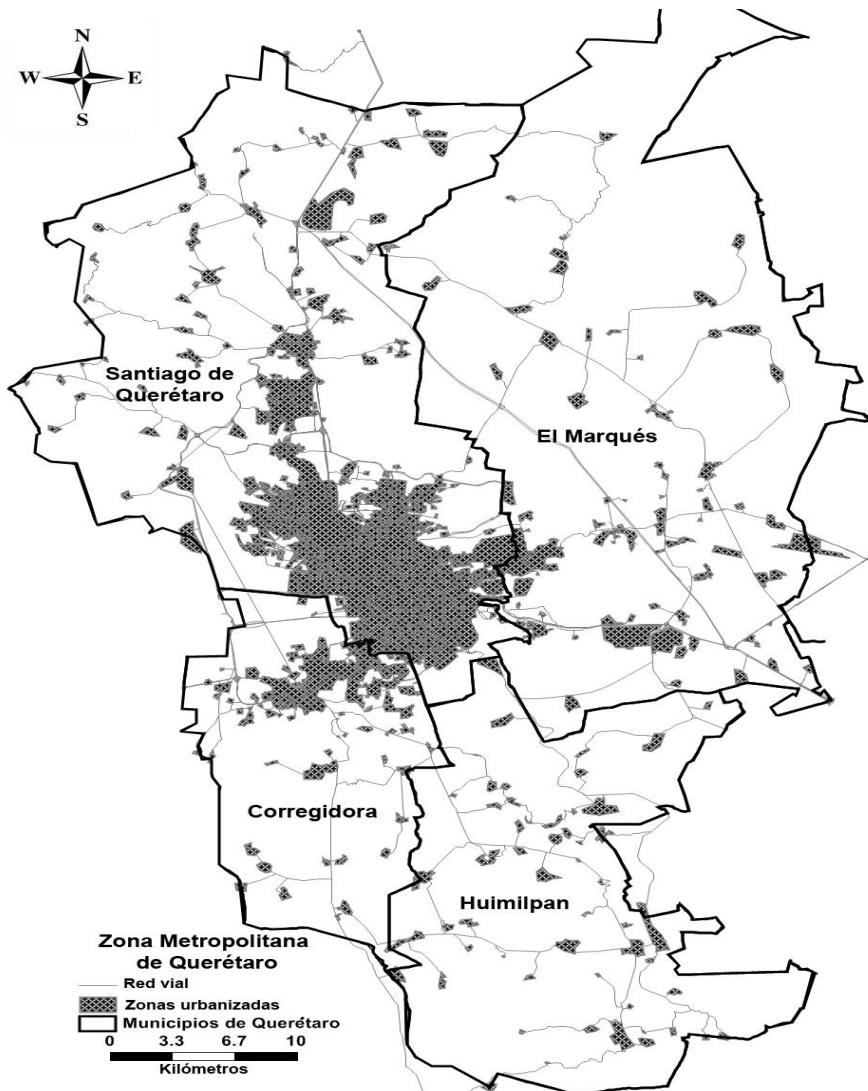 N
W E
S
Santiago de
Querétaro
El Marqués
Corregidora
Huimilpan
Zona Metropolitana
de Querétaro
Red vial
Zonas urbanizadas
Municipios de Querétaro
0 3.3 6.7 10
Kilómetros